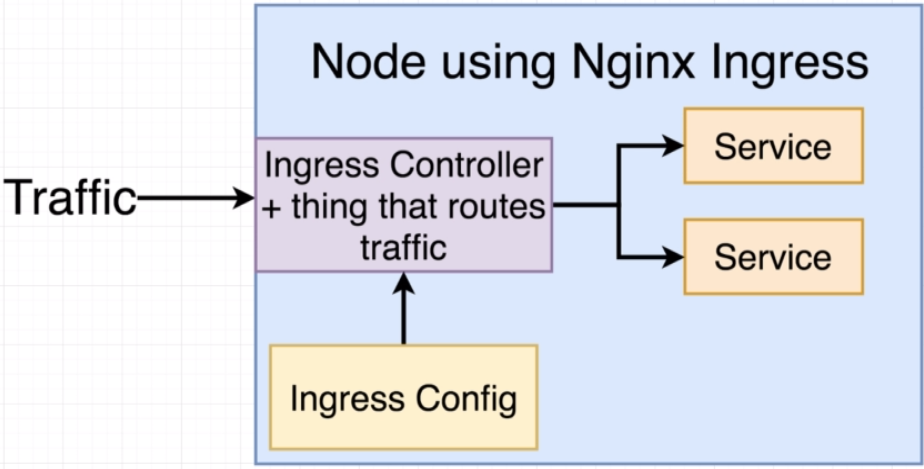 Node using Nginx Ingress
Traffic
Ingress Controller
+ thing that routes
traffic
Service
Service
Ingress Config